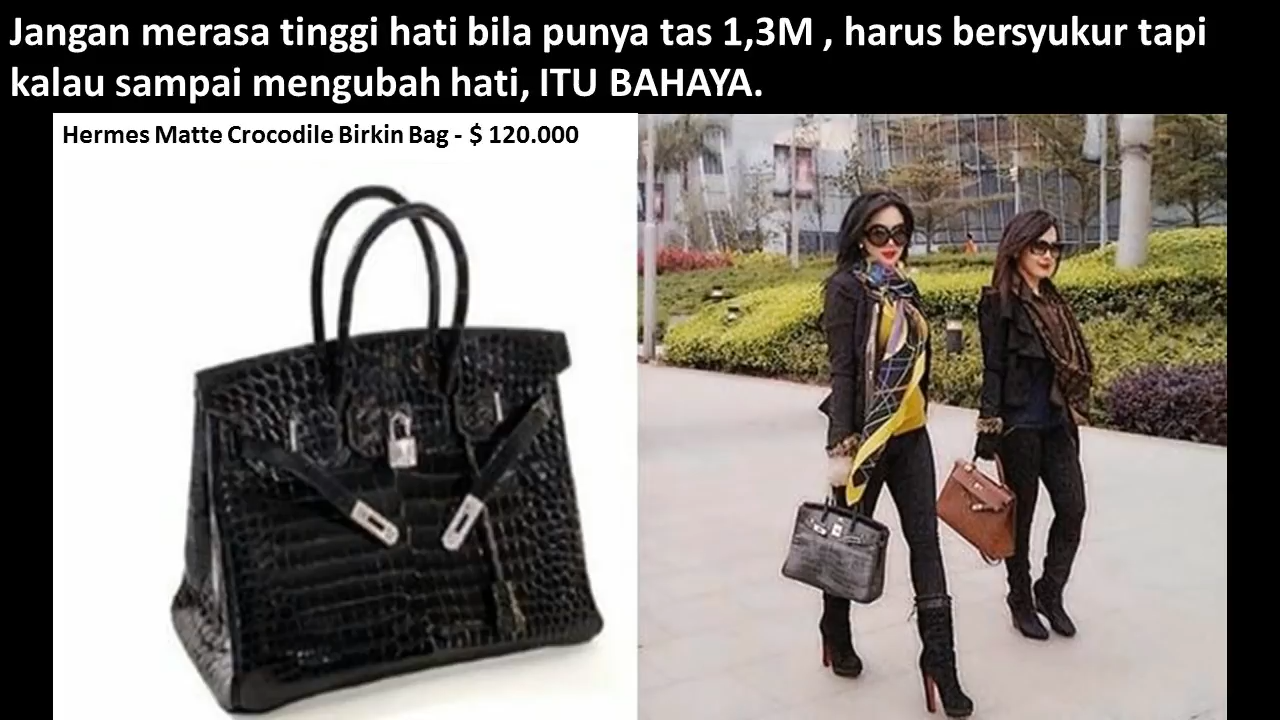 Jangan merasa tinggi hati bila punya tas 1,3M , harus bersyukur tapi
kalau sampai mengubah hati, ITU BAHAYA.
Hermes Matte Crocodile Birkin Bag - $ 120.000